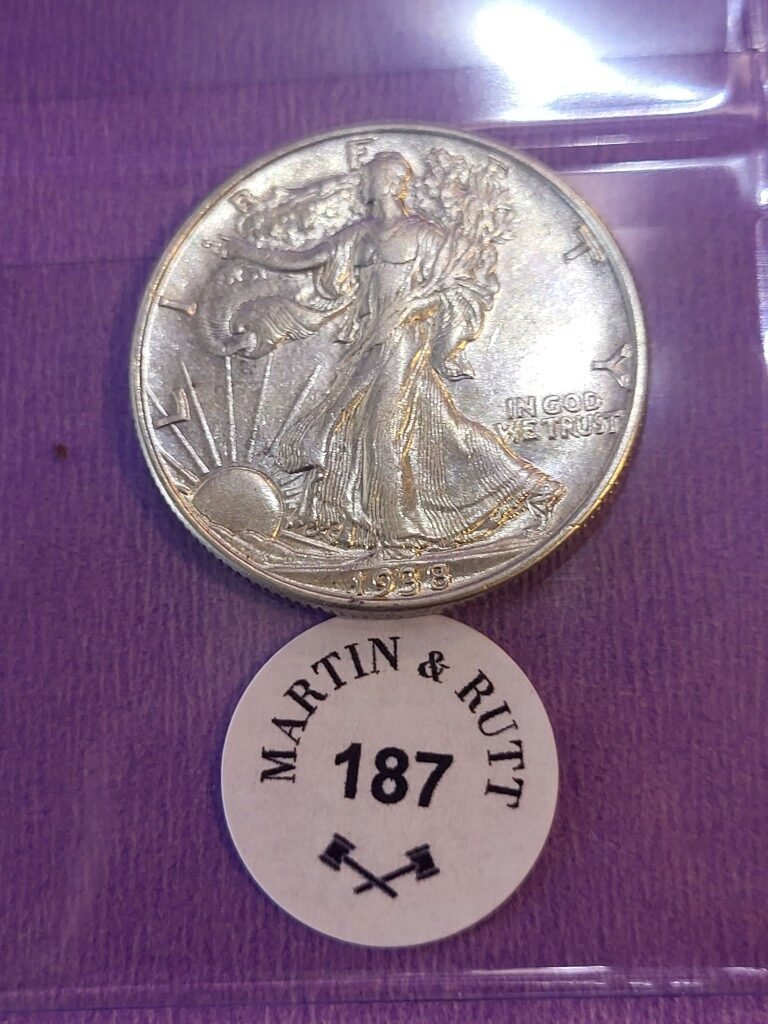 LIBERTY
IN GOD
WE TRUST
1938
MARTIN & RUTT
187